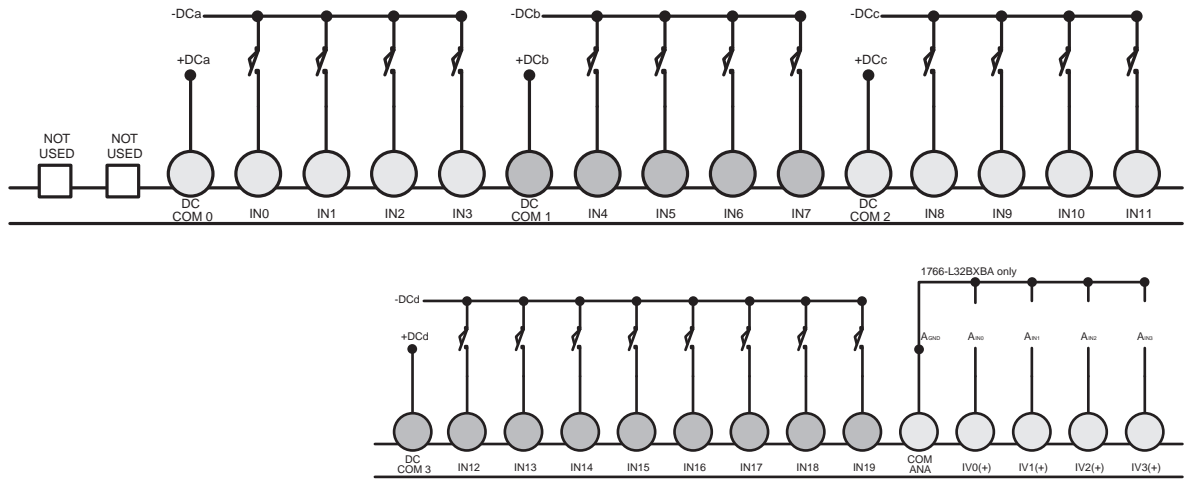 -DCa
-DCb
-DCc
+DCa
+DCb
+DCc
NOT
USED
NOT
USED
DC
COM 0
IN0
IN1
IN2
IN3
DC
COM 1
IN4
IN5
IN6
IN7
DC
COM 2
IN8
IN9
IN10
IN11
1766-L32BXBA only
-DCd
+DCd
AGND
AIN0
AIN1
AIN2
AIN3
DC
COM 3
IN12
IN13
IN14
IN15
IN16
IN17
IN18
IN19
COM
ANA
IV0(+)
IV1(+)
IV2(+)
IV3(+)